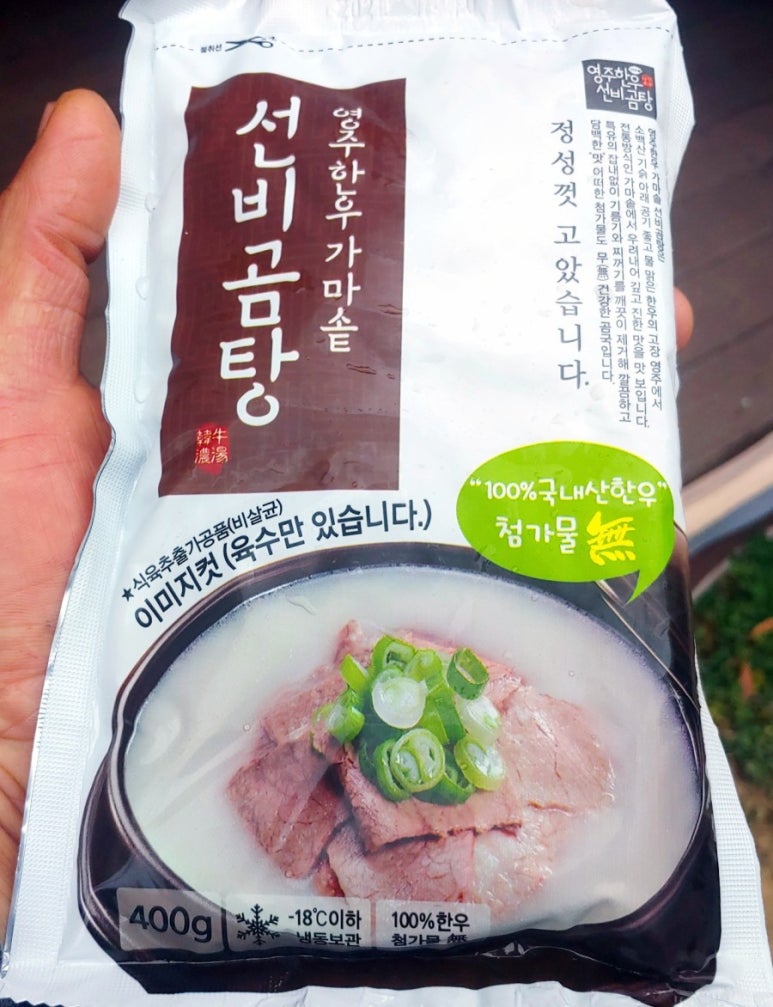 절취선
영주한우
선비곰탕
영주한우 가마솥
선비곰탕
韓牛
濃湯
정성껏 고았습니다.
영주한우 가마솥 선비곰탕은
소백산 기슭 아래 공기 좋고 물 맑은 한우의 고장 영주에서
전통방식인 가마솥에서 우려내어 깊고 진한 맛을 맛 보입니다.
특유의 잡내없이 기름기와 찌꺼기를 깨끗이 제거해 깔끔하고
담백한 맛 어떠한 첨가물도 무(無) 건강한 곰국입니다.
"100%국내산한우"
첨가물 無
★식육추출가공품(비살균)
이미지컷(육수만 있습니다.)
400g
-18℃이하
냉동보관
100%한우
첨가물 無